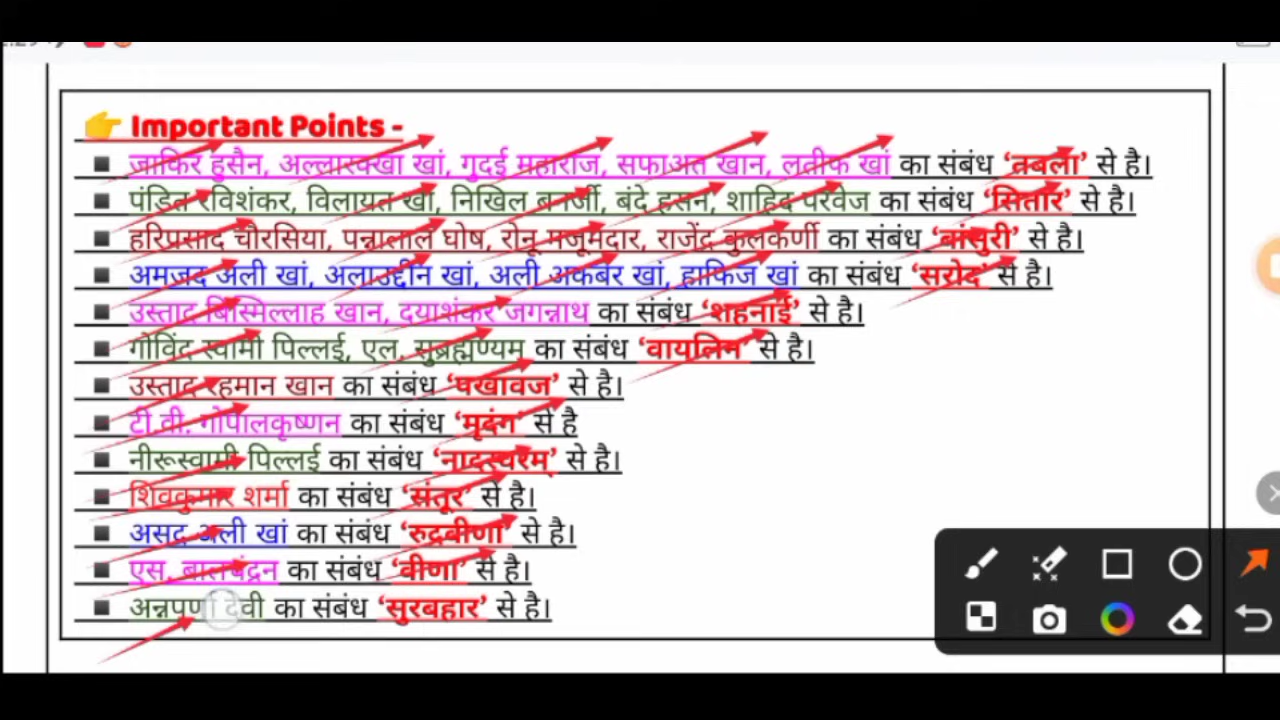 👉 Important Points -
▪ जाकिर हुसैन, अल्लारक्खा खां, गुदई महाराज, सफाअत खान, लतीफ खां का संबंध ‘तबला’ से है।
▪ पंडित रविशंकर, विलायत खां, निखिल बनर्जी, बंदे हसन, शाहिद परवेज का संबंध ‘सितार’ से है।
▪ हरिप्रसाद चौरसिया, पन्नालाल घोष, रोनू मजूमदार, राजेंद्र कुलकर्णी का संबंध ‘बांसुरी’ से है।
▪ अमजद अली खां, अलाउद्दीन खां, अली अकबर खां, हाफिज खां का संबंध ‘सरोद’ से है।
▪ उस्ताद बिस्मिल्लाह खान, दयाशंकर जगन्नाथ का संबंध ‘शहनाई’ से है।
▪ गोविंद स्वामी पिल्लई, एल. सुब्रह्मण्यम का संबंध ‘वायलिन’ से है।
▪ उस्ताद रहमान खान का संबंध ‘पखावज’ से है।
▪ टी.वी. गोपालकृष्णन का संबंध ‘मृदंग’ से है
▪ नीरूस्वामी पिल्लई का संबंध ‘नादस्वरम्’ से है।
▪ शिवकुमार शर्मा का संबंध ‘संतूर’ से है।
▪ असद अली खां का संबंध ‘रुद्रवीणा’ से है।
▪ एस. बालचंद्रन का संबंध ‘वीणा’ से है।
▪ अन्नपूर्णा देवी का संबंध ‘सुरबहार’ से है।